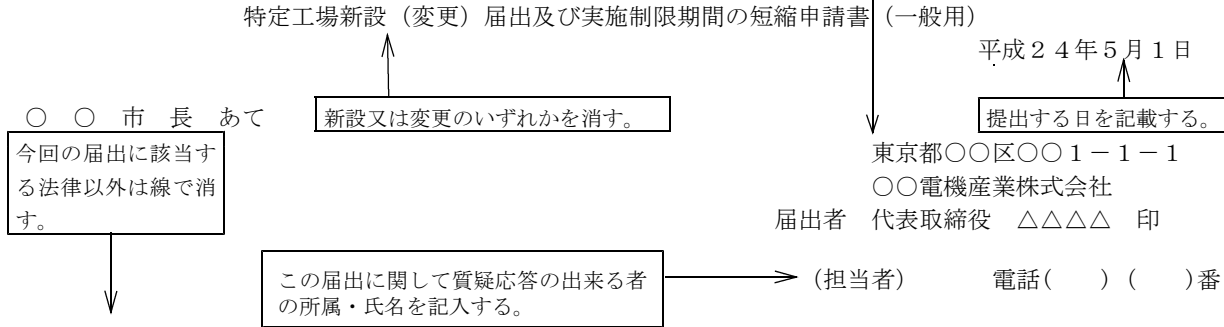 特定工場新設（変更）届出及び実施制限期間の短縮申請書（一般用）
平成２４年５月１日
新設又は変更のいずれかを消す。
提出する日を記載する。
○　○　市　長　あて
今回の届出に該当す
る法律以外は線で消
す。
東京都○○区○○１－１－１
○○電機産業株式会社
届出者　代表取締役　△△△△　印
この届出に関して質疑応答の出来る者
の所属・氏名を記入する。
（担当者）　　　電話(　　) (　　)番